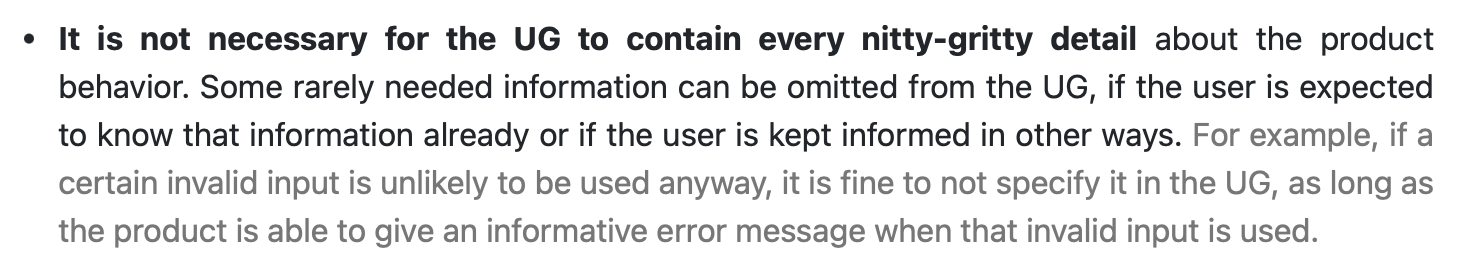 • It is not necessary for the UG to contain every nitty-gritty detail about the product
behavior. Some rarely needed information can be omitted from the UG, if the user is expected
to know that information already or if the user is kept informed in other ways. For example, if a
certain invalid input is unlikely to be used anyway, it is fine to not specify it in the UG, as long as
the product is able to give an informative error message when that invalid input is used.